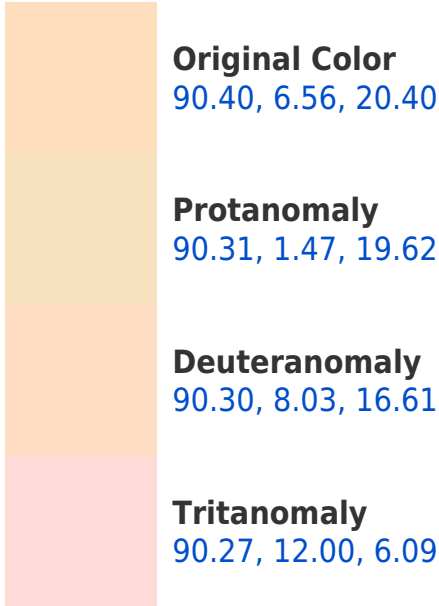 Original Color
90.40, 6.56, 20.40
Protanomaly
90.31, 1.47, 19.62
Deuteranomaly
90.30, 8.03, 16.61
Tritanomaly
90.27, 12.00, 6.09